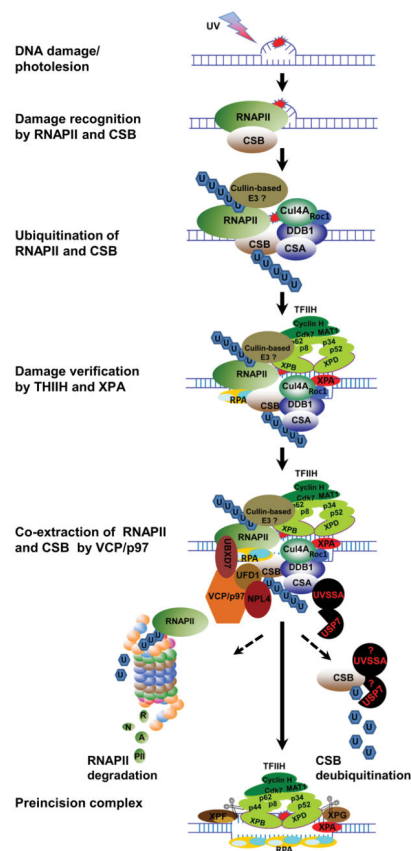 UV
DNA damage/
photolesion
Damage recognition
by RNAPII and CSB
RNAPII
CSB
Cullin-based
E3 ?
RNAPII
Cul4A
Roc1
DDB1
CSB
CSA
U U U U U
U U U U U
Ubiquitination of
RNAPII and CSB
TFIIH
Cyclin H
Cdk7 MAT1
p62
p34
p8
p52
Cullin-based
E3 ?
XPB
XPD
RNAPII
Cul4A
XPA
Roc1
RPA
CSB
DDB1
CSA
U U U U U
U U U U U
Damage verification
by THIIH and XPA
TFIIH
Cyclin H
Cdk7 MAT1
p62
p34
p8
p52
Cullin-based
E3 ?
XPB
XPD
RNAPII
Cul4A
XPA
Roc1
UBXD7
RPA
DDB1
UFD1
CSB
CSA
VCP/p97
NPL4
UVSSA
USP7
U U U U U
U U U U U
Co-extraction of RNAPII
and CSB by VCP/p97
RNAPII
U U U U
U
U
R
N
A
PII
RNAPII
degradation
?
UVSSA
CSB
?
USP7
U
U U
U U
U U
CSB
deubiquitination
Preincision complex
TFIIH
Cyclin H
Cdk7 MAT1
p62
p34
p44
p8
p52
XPF
XPB
XPD
XPG
XPA
RPA